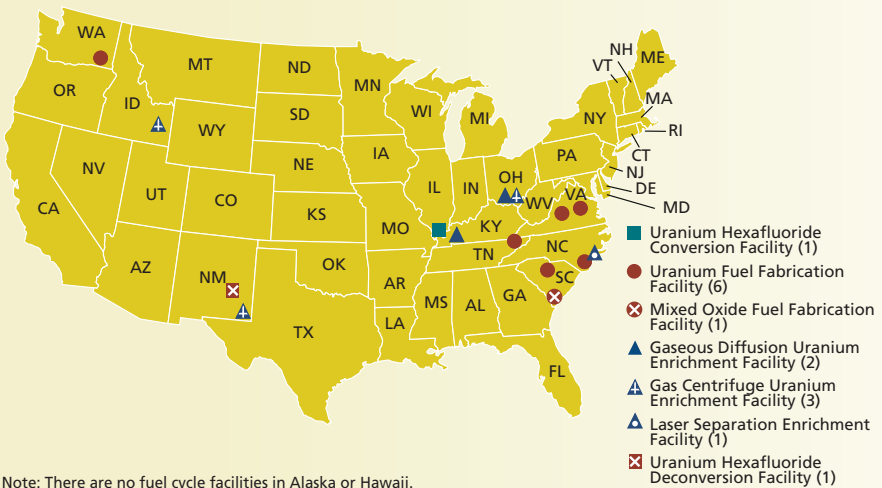 WA
MT
ND
MN
OR
ID
WY
SD
WI
MI
NY
VT
NH
ME
MA
RI
CT
NJ
DE
MD
PA
NV
UT
CO
NE
IA
IL
IN
OH
WV
VA
CA
KS
MO
KY
NC
TN
SC
AZ
NM
OK
AR
MS
AL
GA
LA
TX
FL
Uranium Hexafluoride
Conversion Facility (1)
Uranium Fuel Fabrication
Facility (6)
Mixed Oxide Fuel Fabrication
Facility (1)
Gaseous Diffusion Uranium
Enrichment Facility (2)
Gas Centrifuge Uranium
Enrichment Facility (3)
Laser Separation Enrichment
Facility (1)
Uranium Hexafluoride
Deconversion Facility (1)
Note: There are no fuel cycle facilities in Alaska or Hawaii.